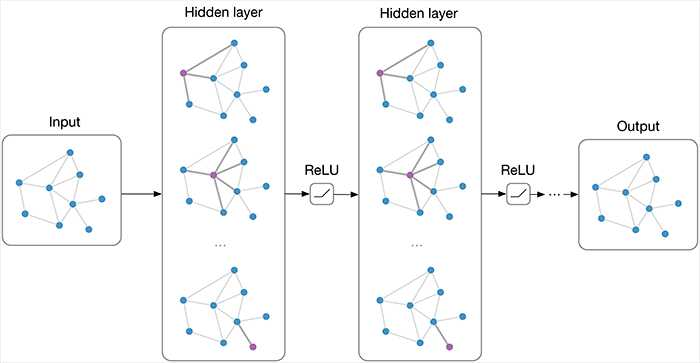 Hidden layer
Hidden layer
Input
ReLU
ReLU
Output
...
...
...